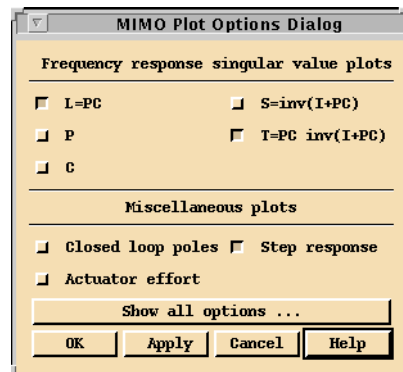 MIMO Plot Options Dialog
Frequency response singular value plots
L=PC S=inv(I+PC)
P T=PC inv(I+PC)
C
Miscellaneous plots
Closed loop poles Step response
Actuator effort
Show all options ...
OK Apply Cancel Help